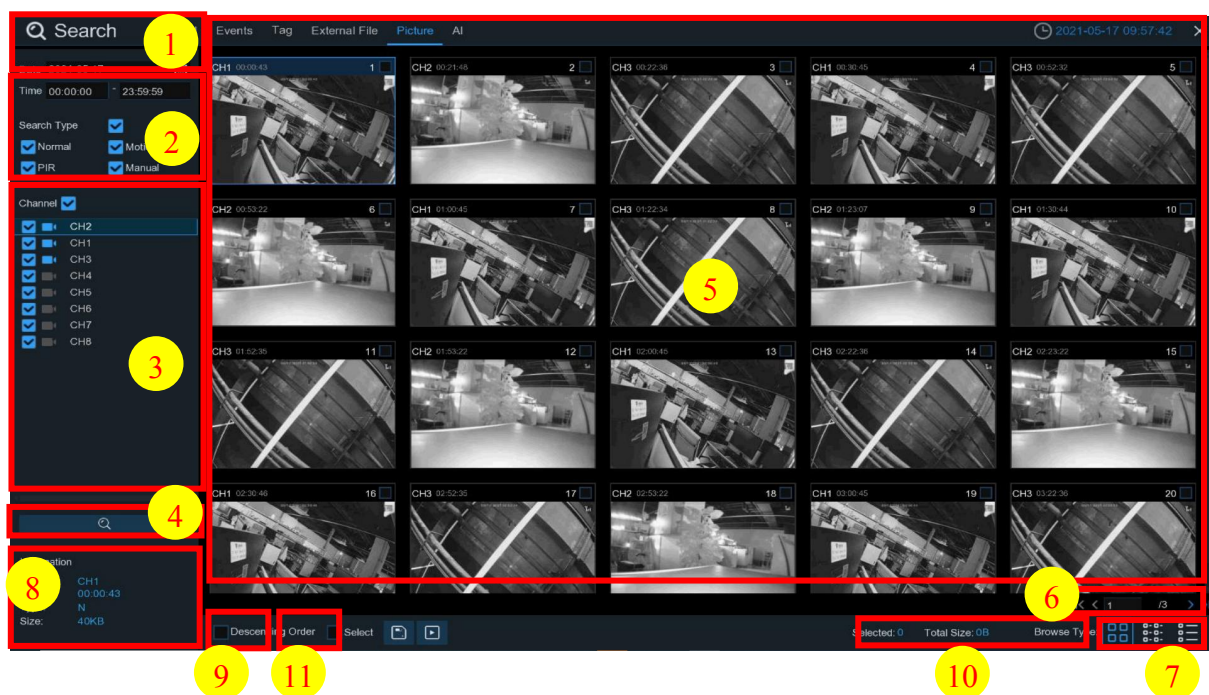 Search
1
Events Tag External File Picture AI
2021-05-17 09:57:42
Time 00:00:00 - 23:59:59
Search Type
2
Normal
PIR Manual
Channel
CH2
CH1
CH3
CH4
CH5
CH6
CH7
CH8
3
4
8
CH1
00:00:43
N
Size: 40KB
CH1 00:00:43 1
CH2 00:21:46 2
CH3 00:22:36 3
CH1 00:30:45 4
CH3 00:52:32 5
CH2 00:53:22 6
CH1 01:00:45 7
CH3 01:22:34 8
CH2 01:23:07 9
CH1 01:30:44 10
5
CH3 01:52:35 11
CH2 01:53:22 12
CH1 02:00:45 13
CH3 02:22:36 14
CH2 02:23:22 15
CH1 02:30:46 16
CH3 02:52:35 17
CH2 02:53:22 18
CH1 03:00:45 19
CH3 03:22:36 20
6
1 /3
Descending Order Select
Selected: 0 Total Size: 0B Browse Type
9
11
10
7